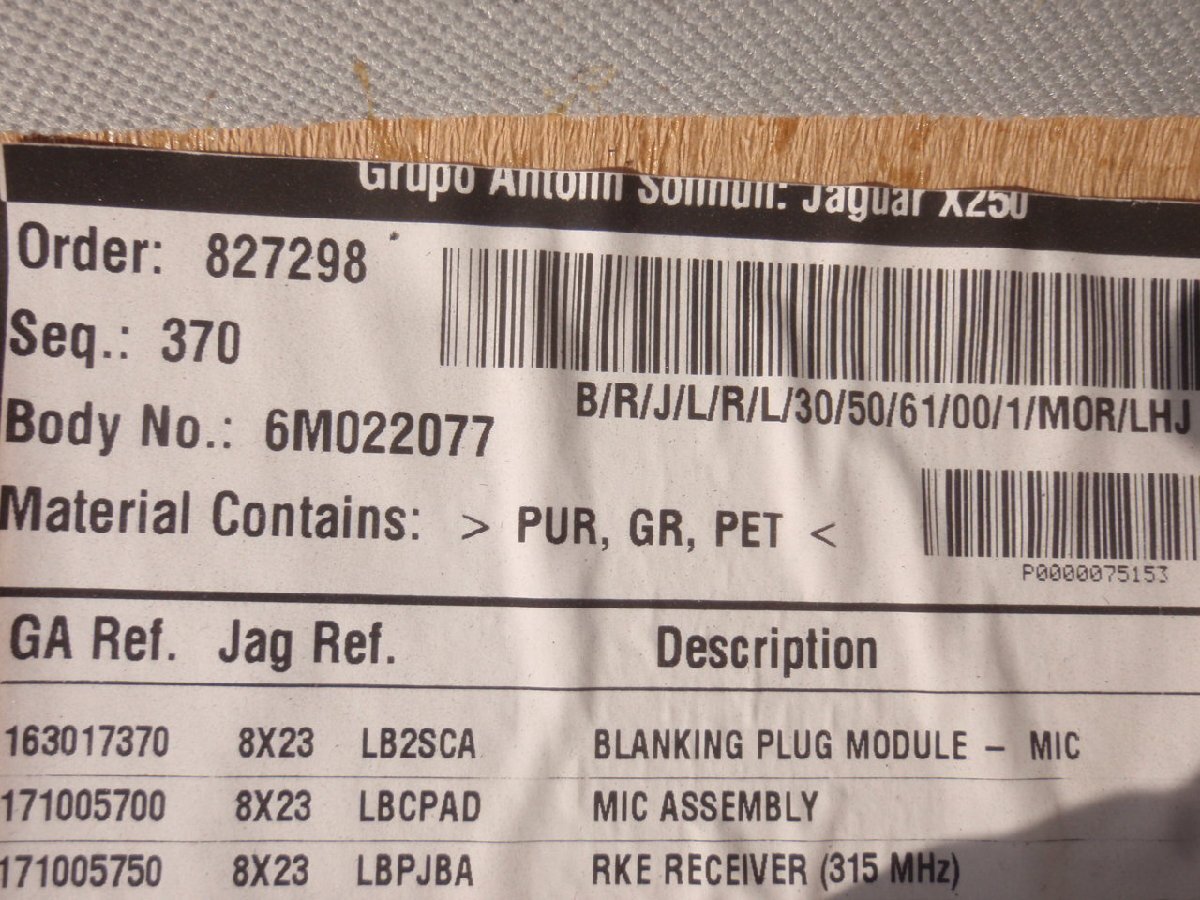 Grupo Antolin Solihull: Jaguar X250
Order: 827298
Seq.: 370
B/R/J/L/R/L/30/50/61/00/1/MOR/LHJ
Body No.: 6M022077
Material Contains: > PUR, GR, PET <
P0000075153
GA Ref. Jag Ref. Description
163017370 8X23 LB2SCA BLANKING PLUG MODULE – MIC
171005700 8X23 LBCPAD MIC ASSEMBLY
171005750 8X23 LBPJBA RKE RECEIVER (315 MHz)